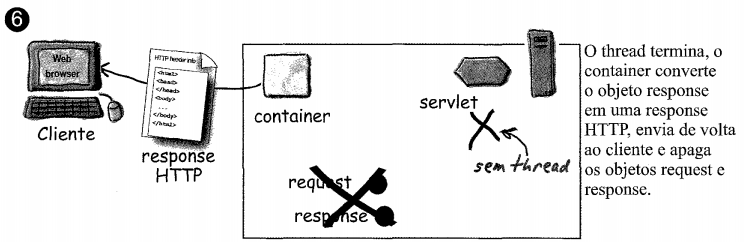 6
Web
browser
Cliente
HTTP header info
<html>
<head>
</head>
<body>
...
</body>
</html>
response
HTTP
container
servlet
sem thread
request
response
O thread termina, o
container converte
o objeto response
em uma response
HTTP, envia de volta
ao cliente e apaga
os objetos request e
response.